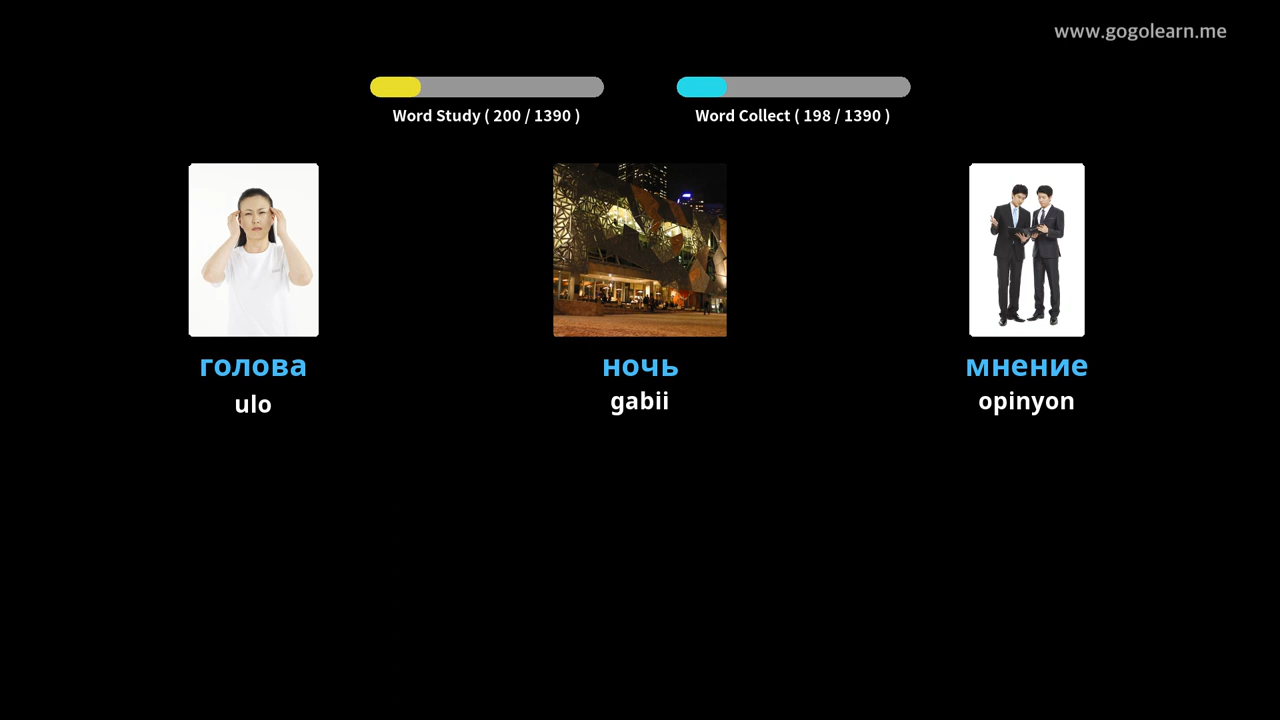 www.gogolearn.me
Word Study ( 200 / 1390 )
Word Collect ( 198 / 1390 )
голова
ночь
мнение
ulo
gabii
opinyon